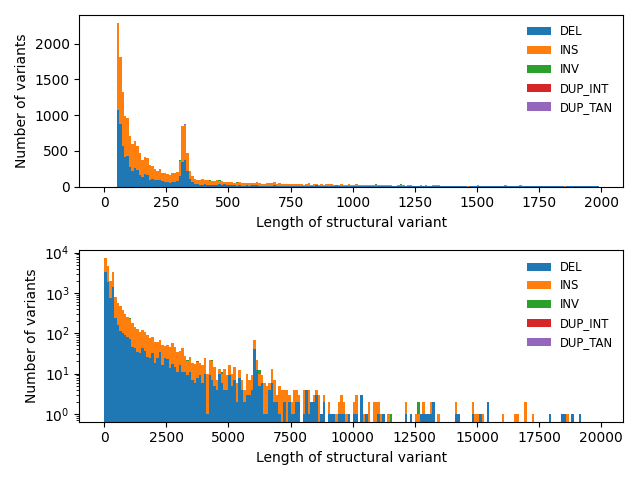 Number of variants
2000
1500
1000
500
0
DEL
INS
INV
DUP_INT
DUP_TAN
0 250 500 750 1000 1250 1500 1750 2000
Length of structural variant
Number of variants
10^4
10^3
10^2
10^1
10^0
DEL
INS
INV
DUP_INT
DUP_TAN
0 2500 5000 7500 10000 12500 15000 17500 20000
Length of structural variant